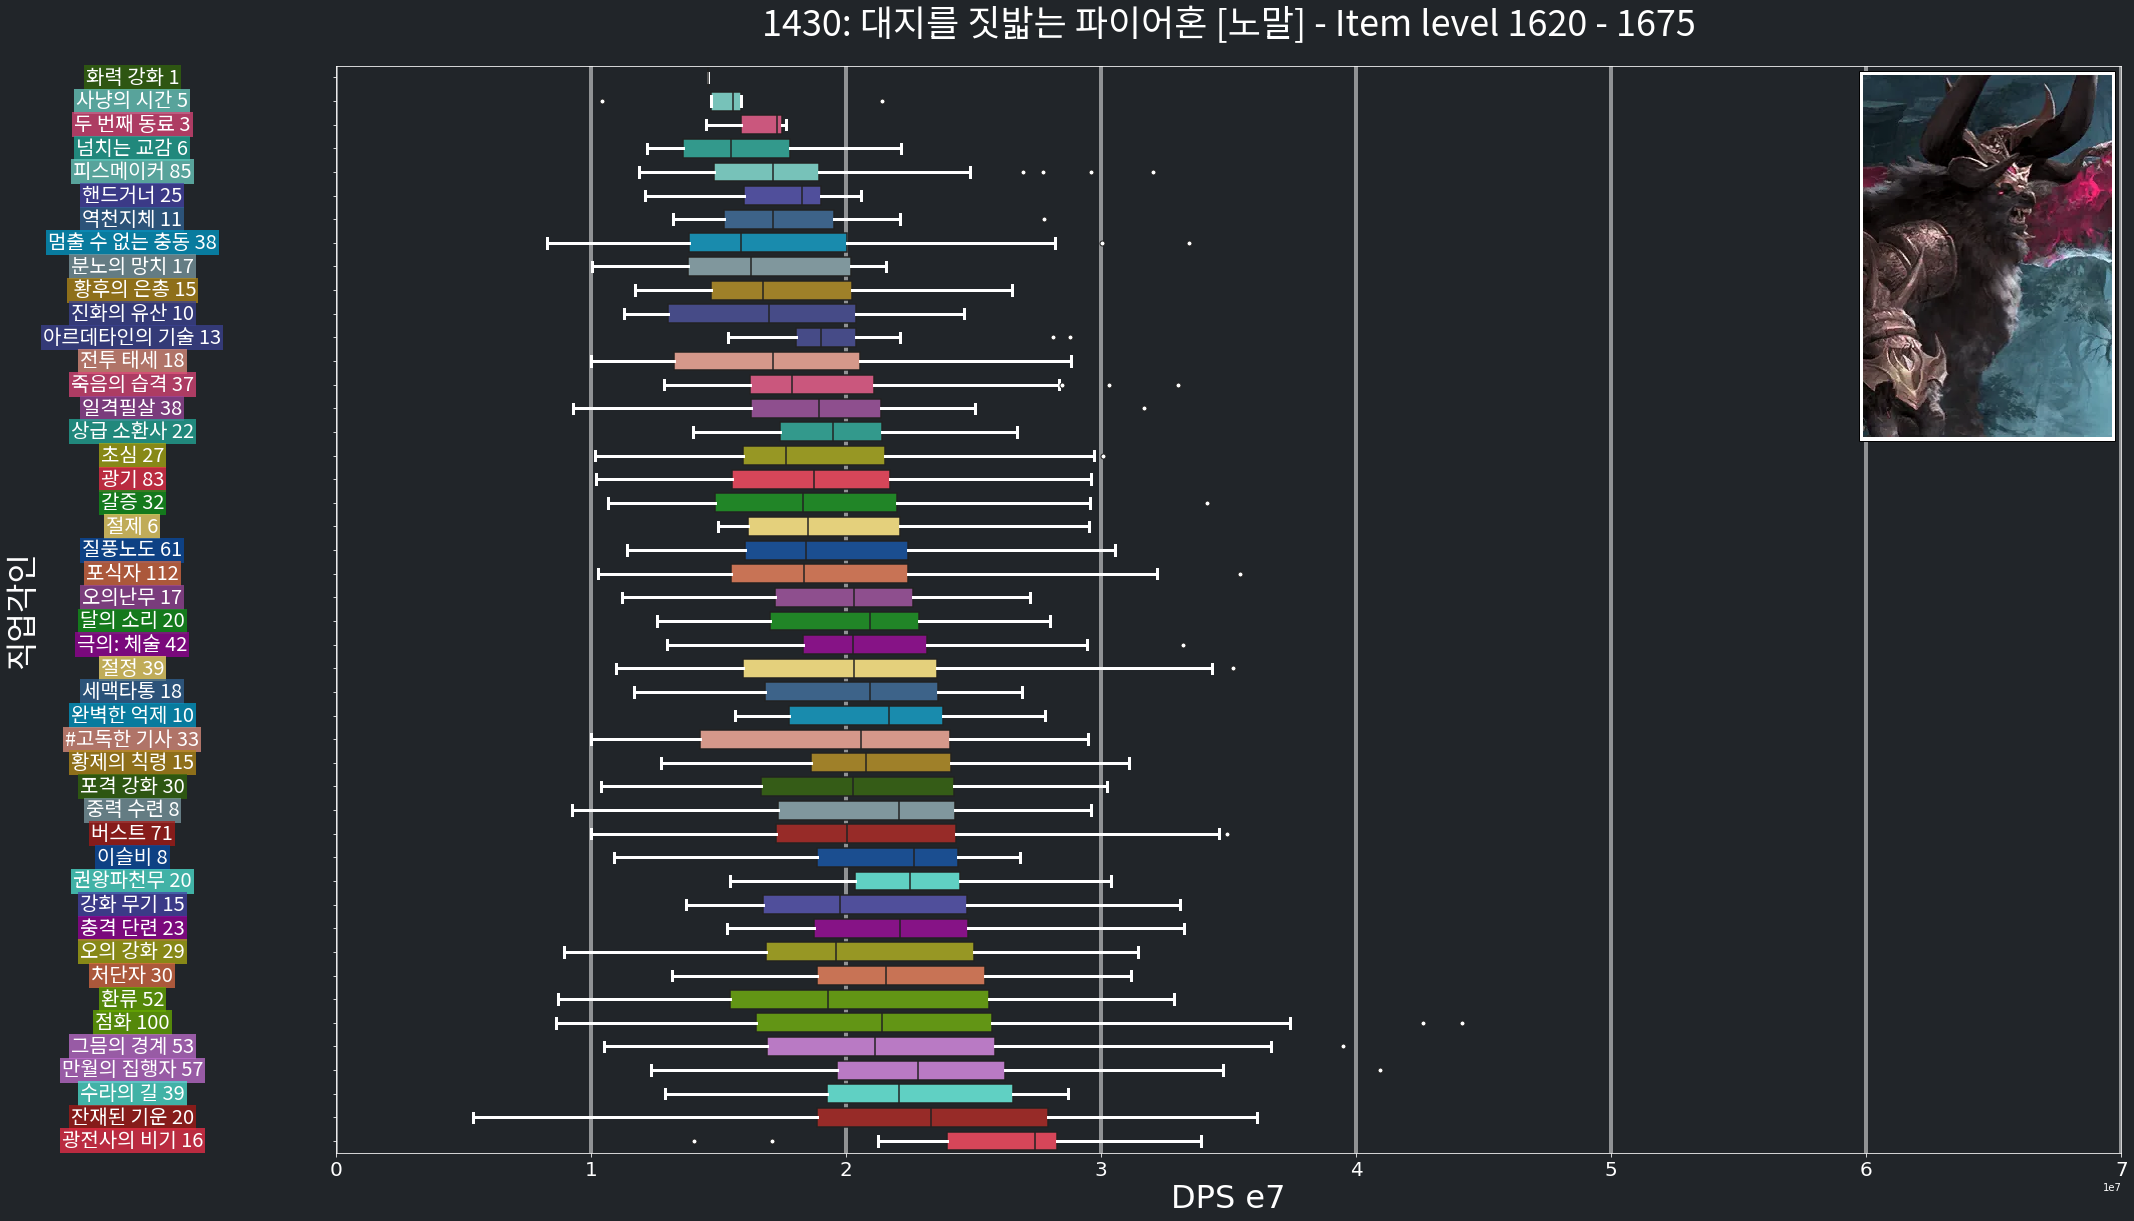 1430: 대지를 짓밟는 파이어혼 [노말] - Item level 1620 - 1675
화력 강화 1
사냥의 시간 5
두 번째 동료 3
넘치는 교감 6
피스메이커 85
핸드거너 25
역천지체 11
멈출 수 없는 충동 38
분노의 망치 17
황후의 은총 15
진화의 유산 10
아르데타인의 기술 13
전투 태세 18
죽음의 습격 37
일격필살 38
상급 소환사 22
초심 27
광기 83
갈증 32
절제 6
질풍노도 61
포식자 112
오의난무 17
달의 소리 20
극의: 체술 42
절정 39
세맥타통 18
완벽한 억제 10
#고독한 기사 33
황제의 칙령 15
포격 강화 30
중력 수련 8
버스트 71
이슬비 8
권왕파천무 20
강화 무기 15
충격 단련 23
오의 강화 29
처단자 30
환류 52
점화 100
그믐의 경계 53
만월의 집행자 57
수라의 길 39
잔재된 기운 20
광전사의 비기 16
직업각인
0 1 2 3 4 5 6 7
1e7
DPS e7